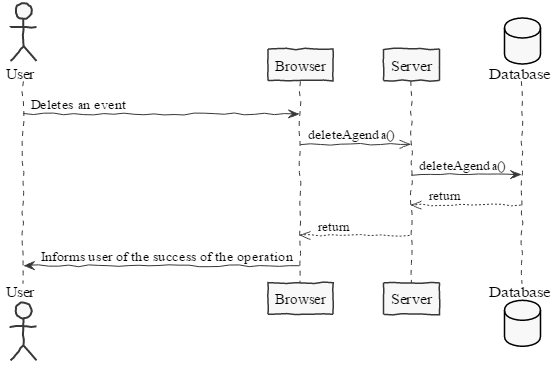 User
Browser
Server
Database
Deletes an event
deleteAgenda()
deleteAgenda()
return
return
Informs user of the success of the operation
User
Browser
Server
Database